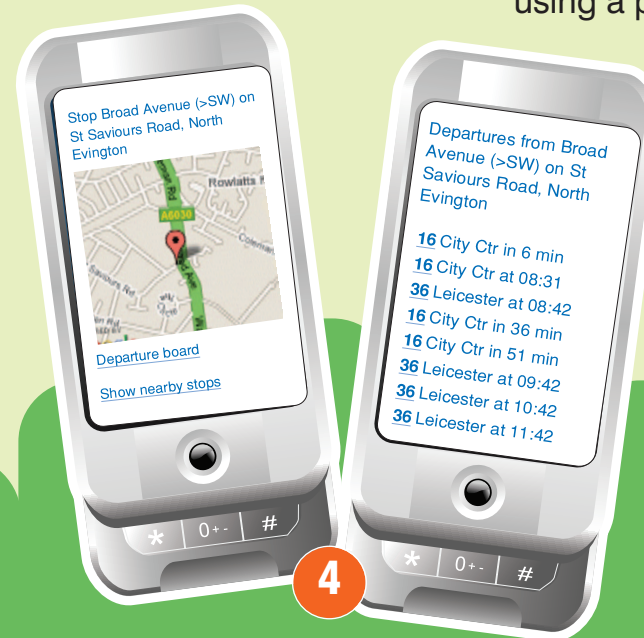 using a p
Stop Broad Avenue (>SW) on
St Saviours Road, North
Evington
Rowlatts
A6030
Coleman
Saviours Rd
Departure board
Show nearby stops
* 0+- #
Departures from Broad
Avenue (>SW) on St
Saviours Road, North
Evington
16 City Ctr in 6 min
16 City Ctr at 08:31
36 Leicester at 08:42
16 City Ctr in 36 min
16 City Ctr in 51 min
36 Leicester at 09:42
36 Leicester at 10:42
36 Leicester at 11:42
* 0+- #
4